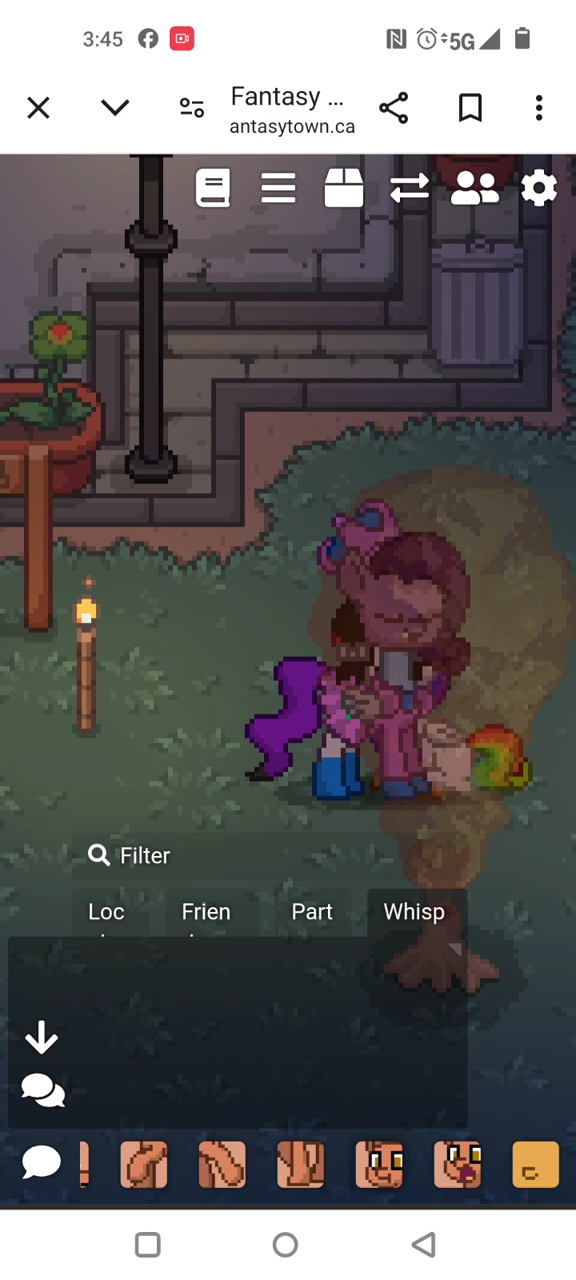 3:45
5G
Fantasy ...
antasytown.ca
Filter
Loc
Frien
Part
Whisp